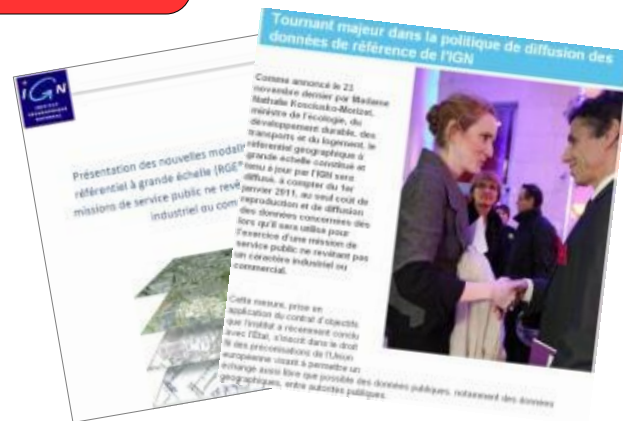 IGN
INSTITUT
GÉOGRAPHIQUE
NATIONAL
Présentation des nouvelles modali
référentiel à grande échelle (RGE
missions de service public ne revê
industriel ou com
Tournant majeur dans la politique de diffusion des
données de référence de l'IGN
Comme annoncé le 23
novembre dernier par Madame
Nathalie Kosciusko-Morizet,
ministre de l'écologie, du
développement durable, des
transports et du logement, le
référentiel géographique à
grande échelle constitué et
tenu à jour par l'IGN sera
diffusé, à compter du 1er
janvier 2011, au seul coût de
reproduction et de diffusion
des données concernées dès
lors qu'il sera utilisé pour
l'exercice d'une mission de
service public ne revêtant pas
un caractère industriel ou
commercial.
Cette mesure, prise en
application du contrat d'objectifs
que l'institut a récemment conclu
avec l'État, s'inscrit dans le droit
fil des préconisations de l'Union
européenne visant à permettre un
échange aussi libre que possible des données publiques, notamment des données
géographiques, entre autorités publiques.